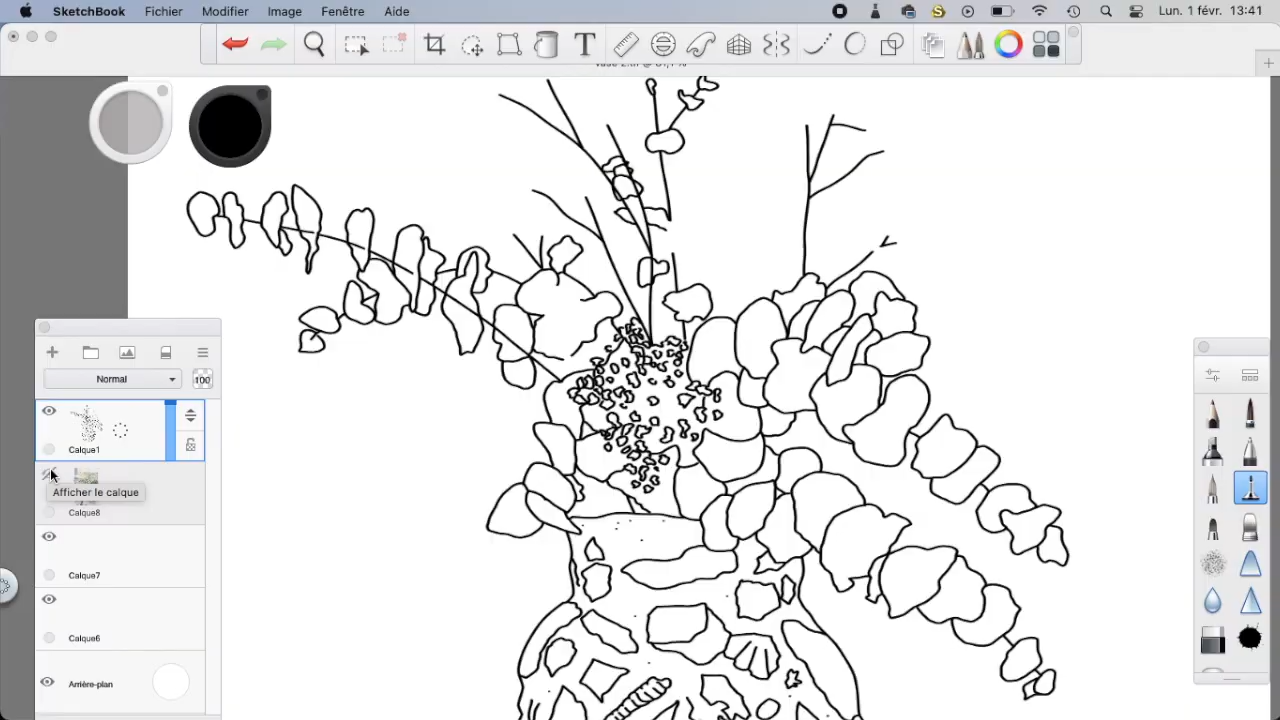 SketchBook Fichier Modifier Image Fenêtre Aide Lun. 1 févr. 13:41
Normal 100
Calque1
Afficher le calque
Calque8
Calque7
Calque6
Arrière-plan